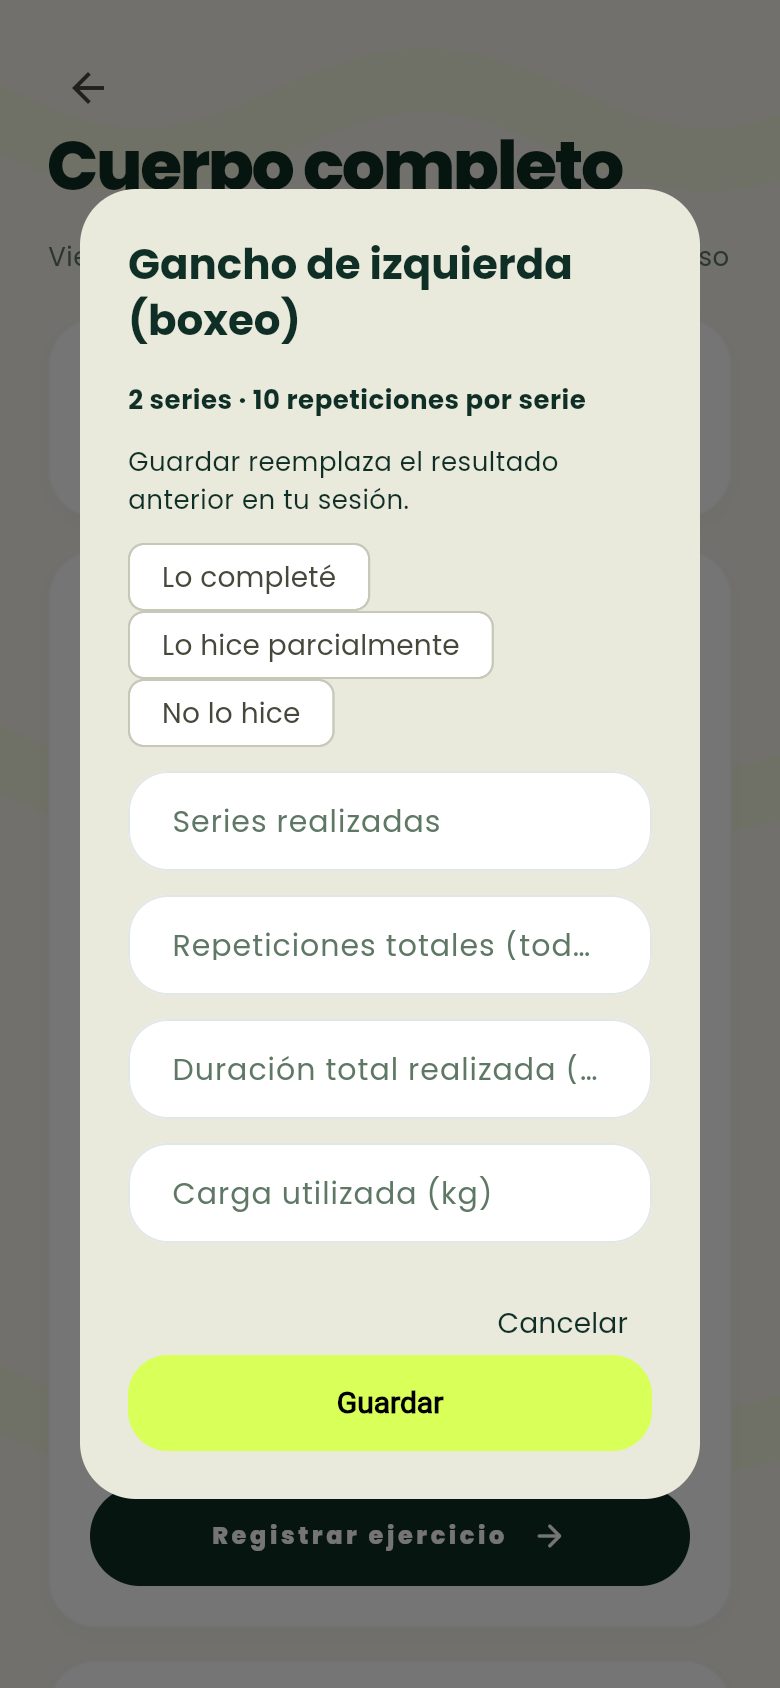 Cuerpo completo
Gancho de izquierda
(boxeo)
2 series · 10 repeticiones por serie
Guardar reemplaza el resultado
anterior en tu sesión.
Lo completé
Lo hice parcialmente
No lo hice
Series realizadas
Repeticiones totales (tod…
Duración total realizada (…
Carga utilizada (kg)
Cancelar
Guardar
Registrar ejercicio